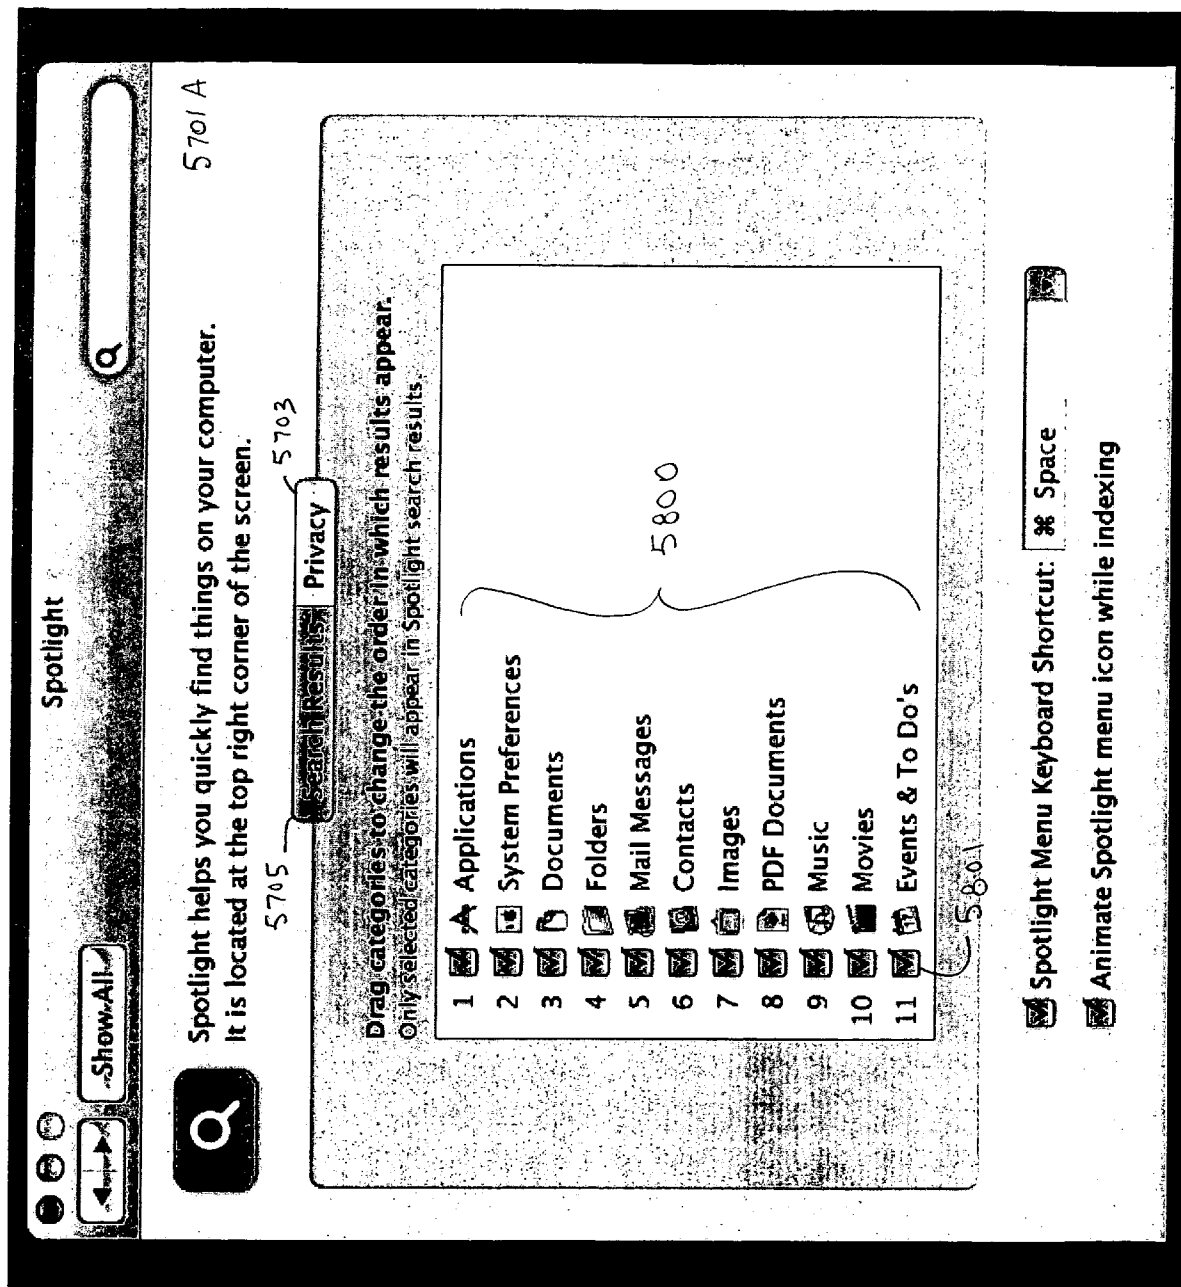 Spotlight
Show All
Spotlight helps you quickly find things on your computer.
It is located at the top right corner of the screen.
5701A
5705
5703
Search Results
Privacy
Drag categories to change the order in which results appear.
Only selected categories will appear in Spotlight search results.
1 Applications
2 System Preferences
3 Documents
4 Folders
5 Mail Messages
6 Contacts
7 Images
8 PDF Documents
9 Music
10 Movies
11 Events & To Do's
5800
5801
Spotlight Menu Keyboard Shortcut: ⌘ Space
Animate Spotlight menu icon while indexing